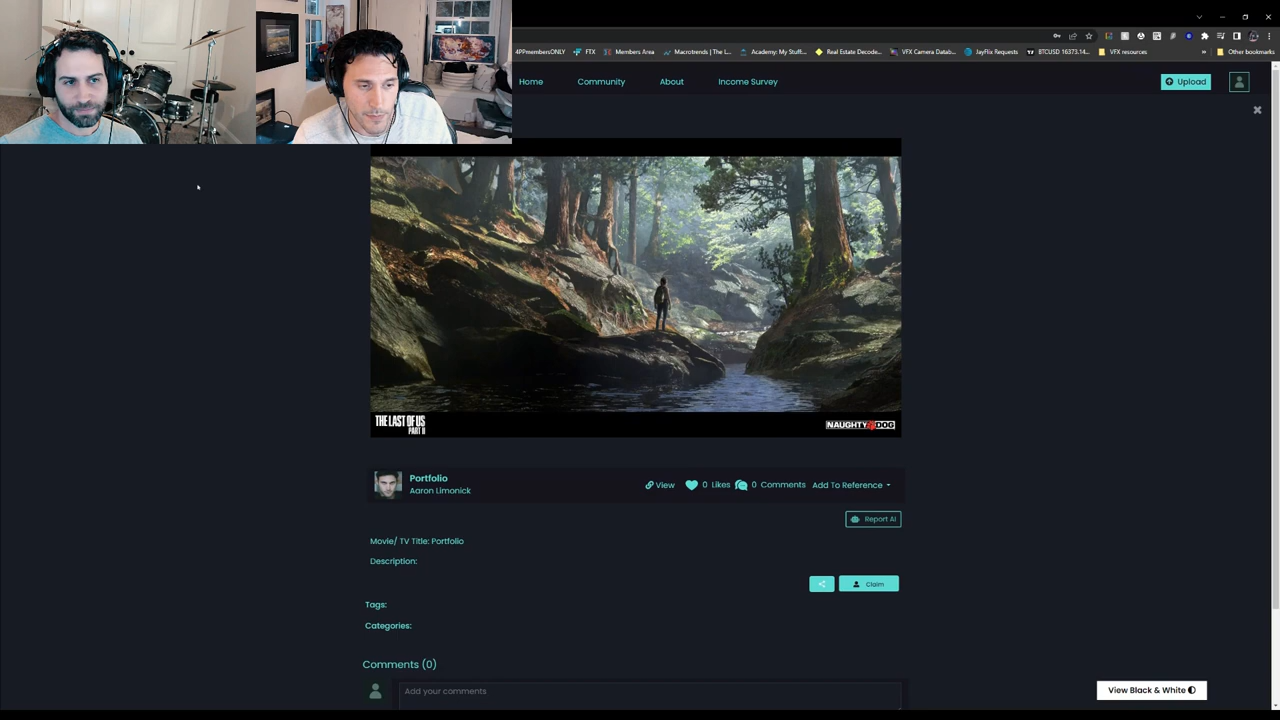 4PPmembersONLY FTX Members Area Macrotrends | The L... Academy: My Stuff... Real Estate Decode... VFX Camera Datab... JayFlix Requests BTCUSD 16373.14... VFX resources » Other bookmarks
Home Community About Income Survey Upload
THE LAST OF US
PART II
NAUGHTY DOG
Portfolio
Aaron Limonick
View 0 Likes 0 Comments Add To Reference
Report AI
Movie/ TV Title: Portfolio
Description:
Claim
Tags:
Categories:
Comments (0)
Add your comments
View Black & White